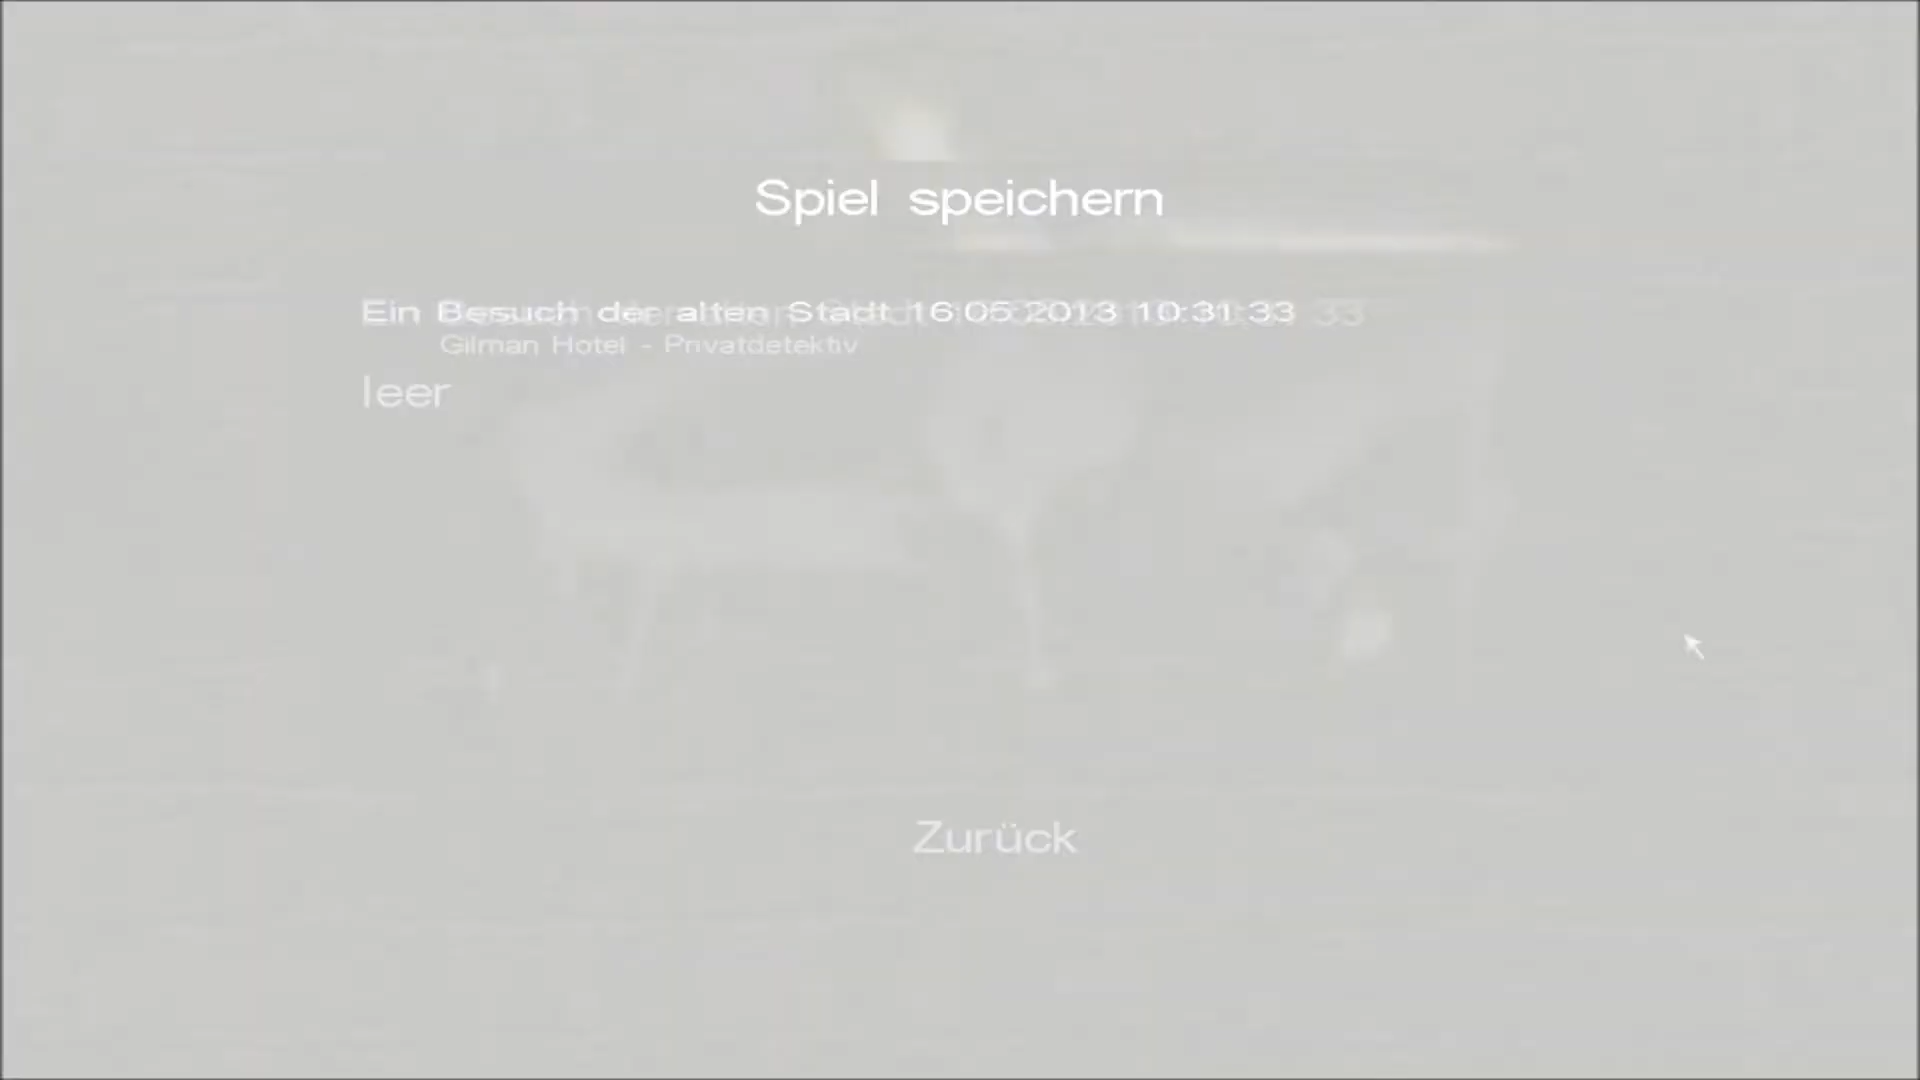 Spiel speichern
Ein Besuch der alten Stadt 16.05.2013 10:31:33
Gilman Hotel - Privatdetektiv
leer
Zurück